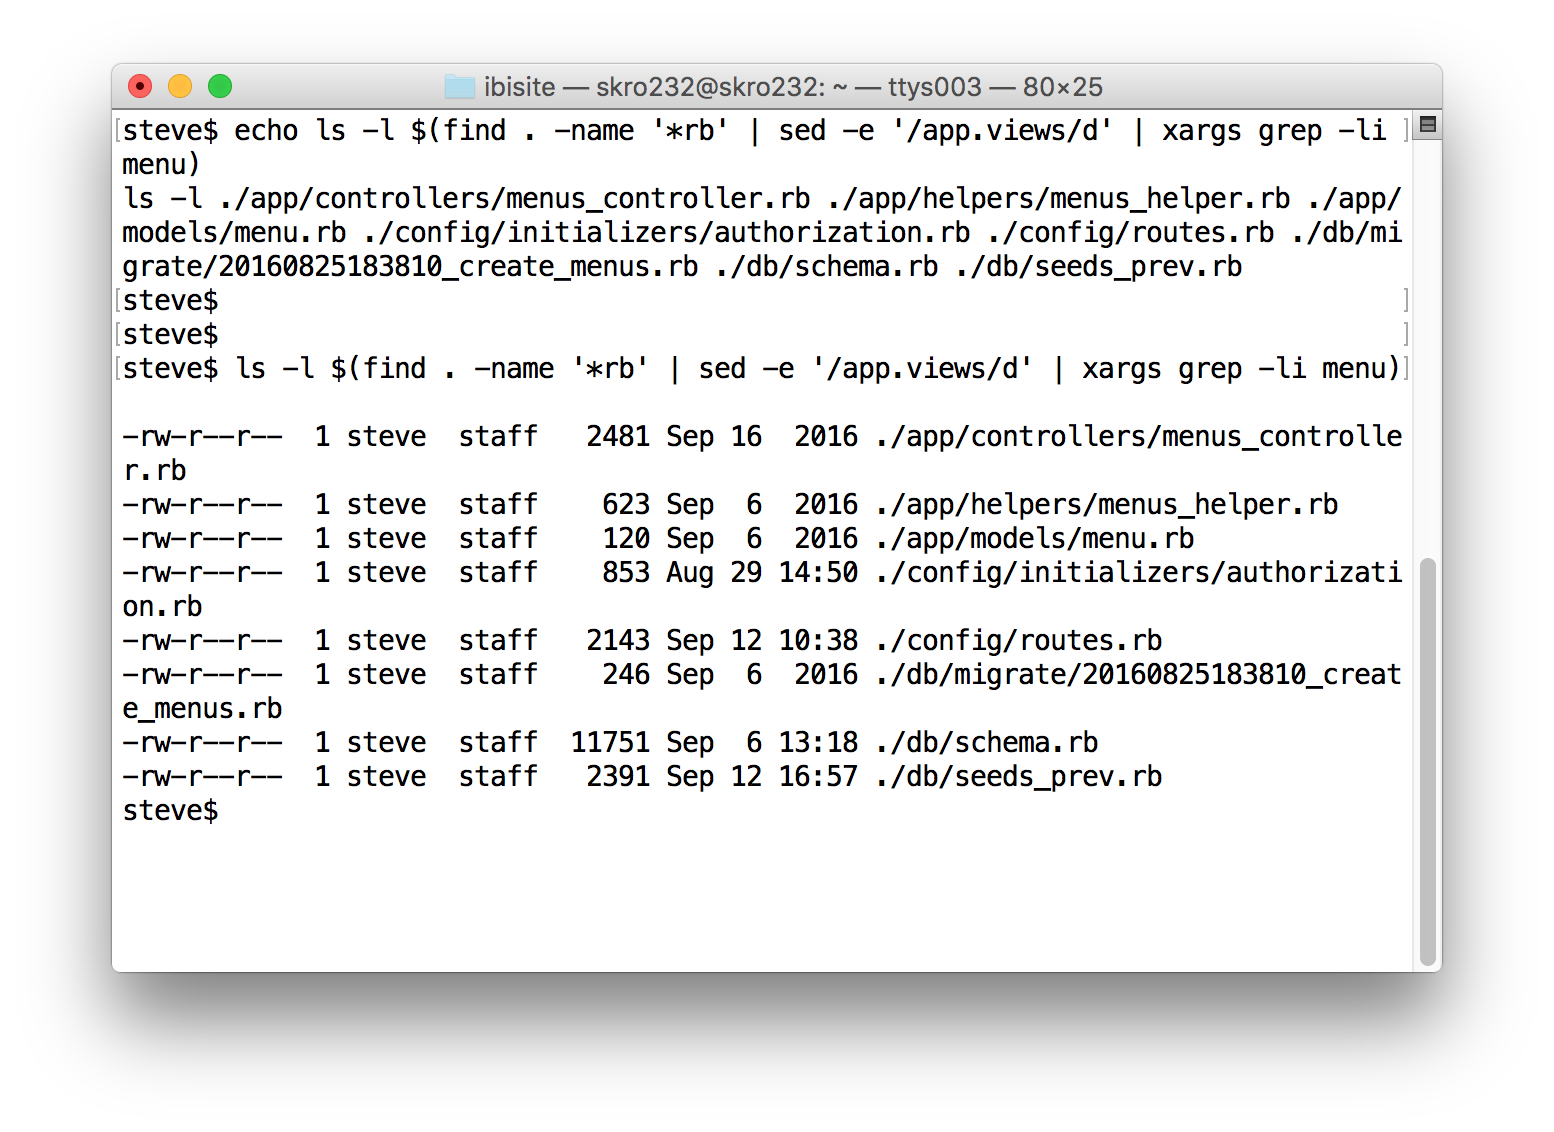 ibisite — skro232@skro232: ~ — ttys003 — 80×25
[steve$ echo ls -l $(find . -name '*rb' | sed -e '/app.views/d' | xargs grep -li ]
menu)
ls -l ./app/controllers/menus_controller.rb ./app/helpers/menus_helper.rb ./app/
models/menu.rb ./config/initializers/authorization.rb ./config/routes.rb ./db/mi
grate/20160825183810_create_menus.rb ./db/schema.rb ./db/seeds_prev.rb
[steve$ ]
[steve$ ]
[steve$ ls -l $(find . -name '*rb' | sed -e '/app.views/d' | xargs grep -li menu)]
-rw-r--r--  1 steve  staff   2481 Sep 16  2016 ./app/controllers/menus_controlle
r.rb
-rw-r--r--  1 steve  staff    623 Sep  6  2016 ./app/helpers/menus_helper.rb
-rw-r--r--  1 steve  staff    120 Sep  6  2016 ./app/models/menu.rb
-rw-r--r--  1 steve  staff    853 Aug 29 14:50 ./config/initializers/authorizati
on.rb
-rw-r--r--  1 steve  staff   2143 Sep 12 10:38 ./config/routes.rb
-rw-r--r--  1 steve  staff    246 Sep  6  2016 ./db/migrate/20160825183810_creat
e_menus.rb
-rw-r--r--  1 steve  staff  11751 Sep  6 13:18 ./db/schema.rb
-rw-r--r--  1 steve  staff   2391 Sep 12 16:57 ./db/seeds_prev.rb
steve$